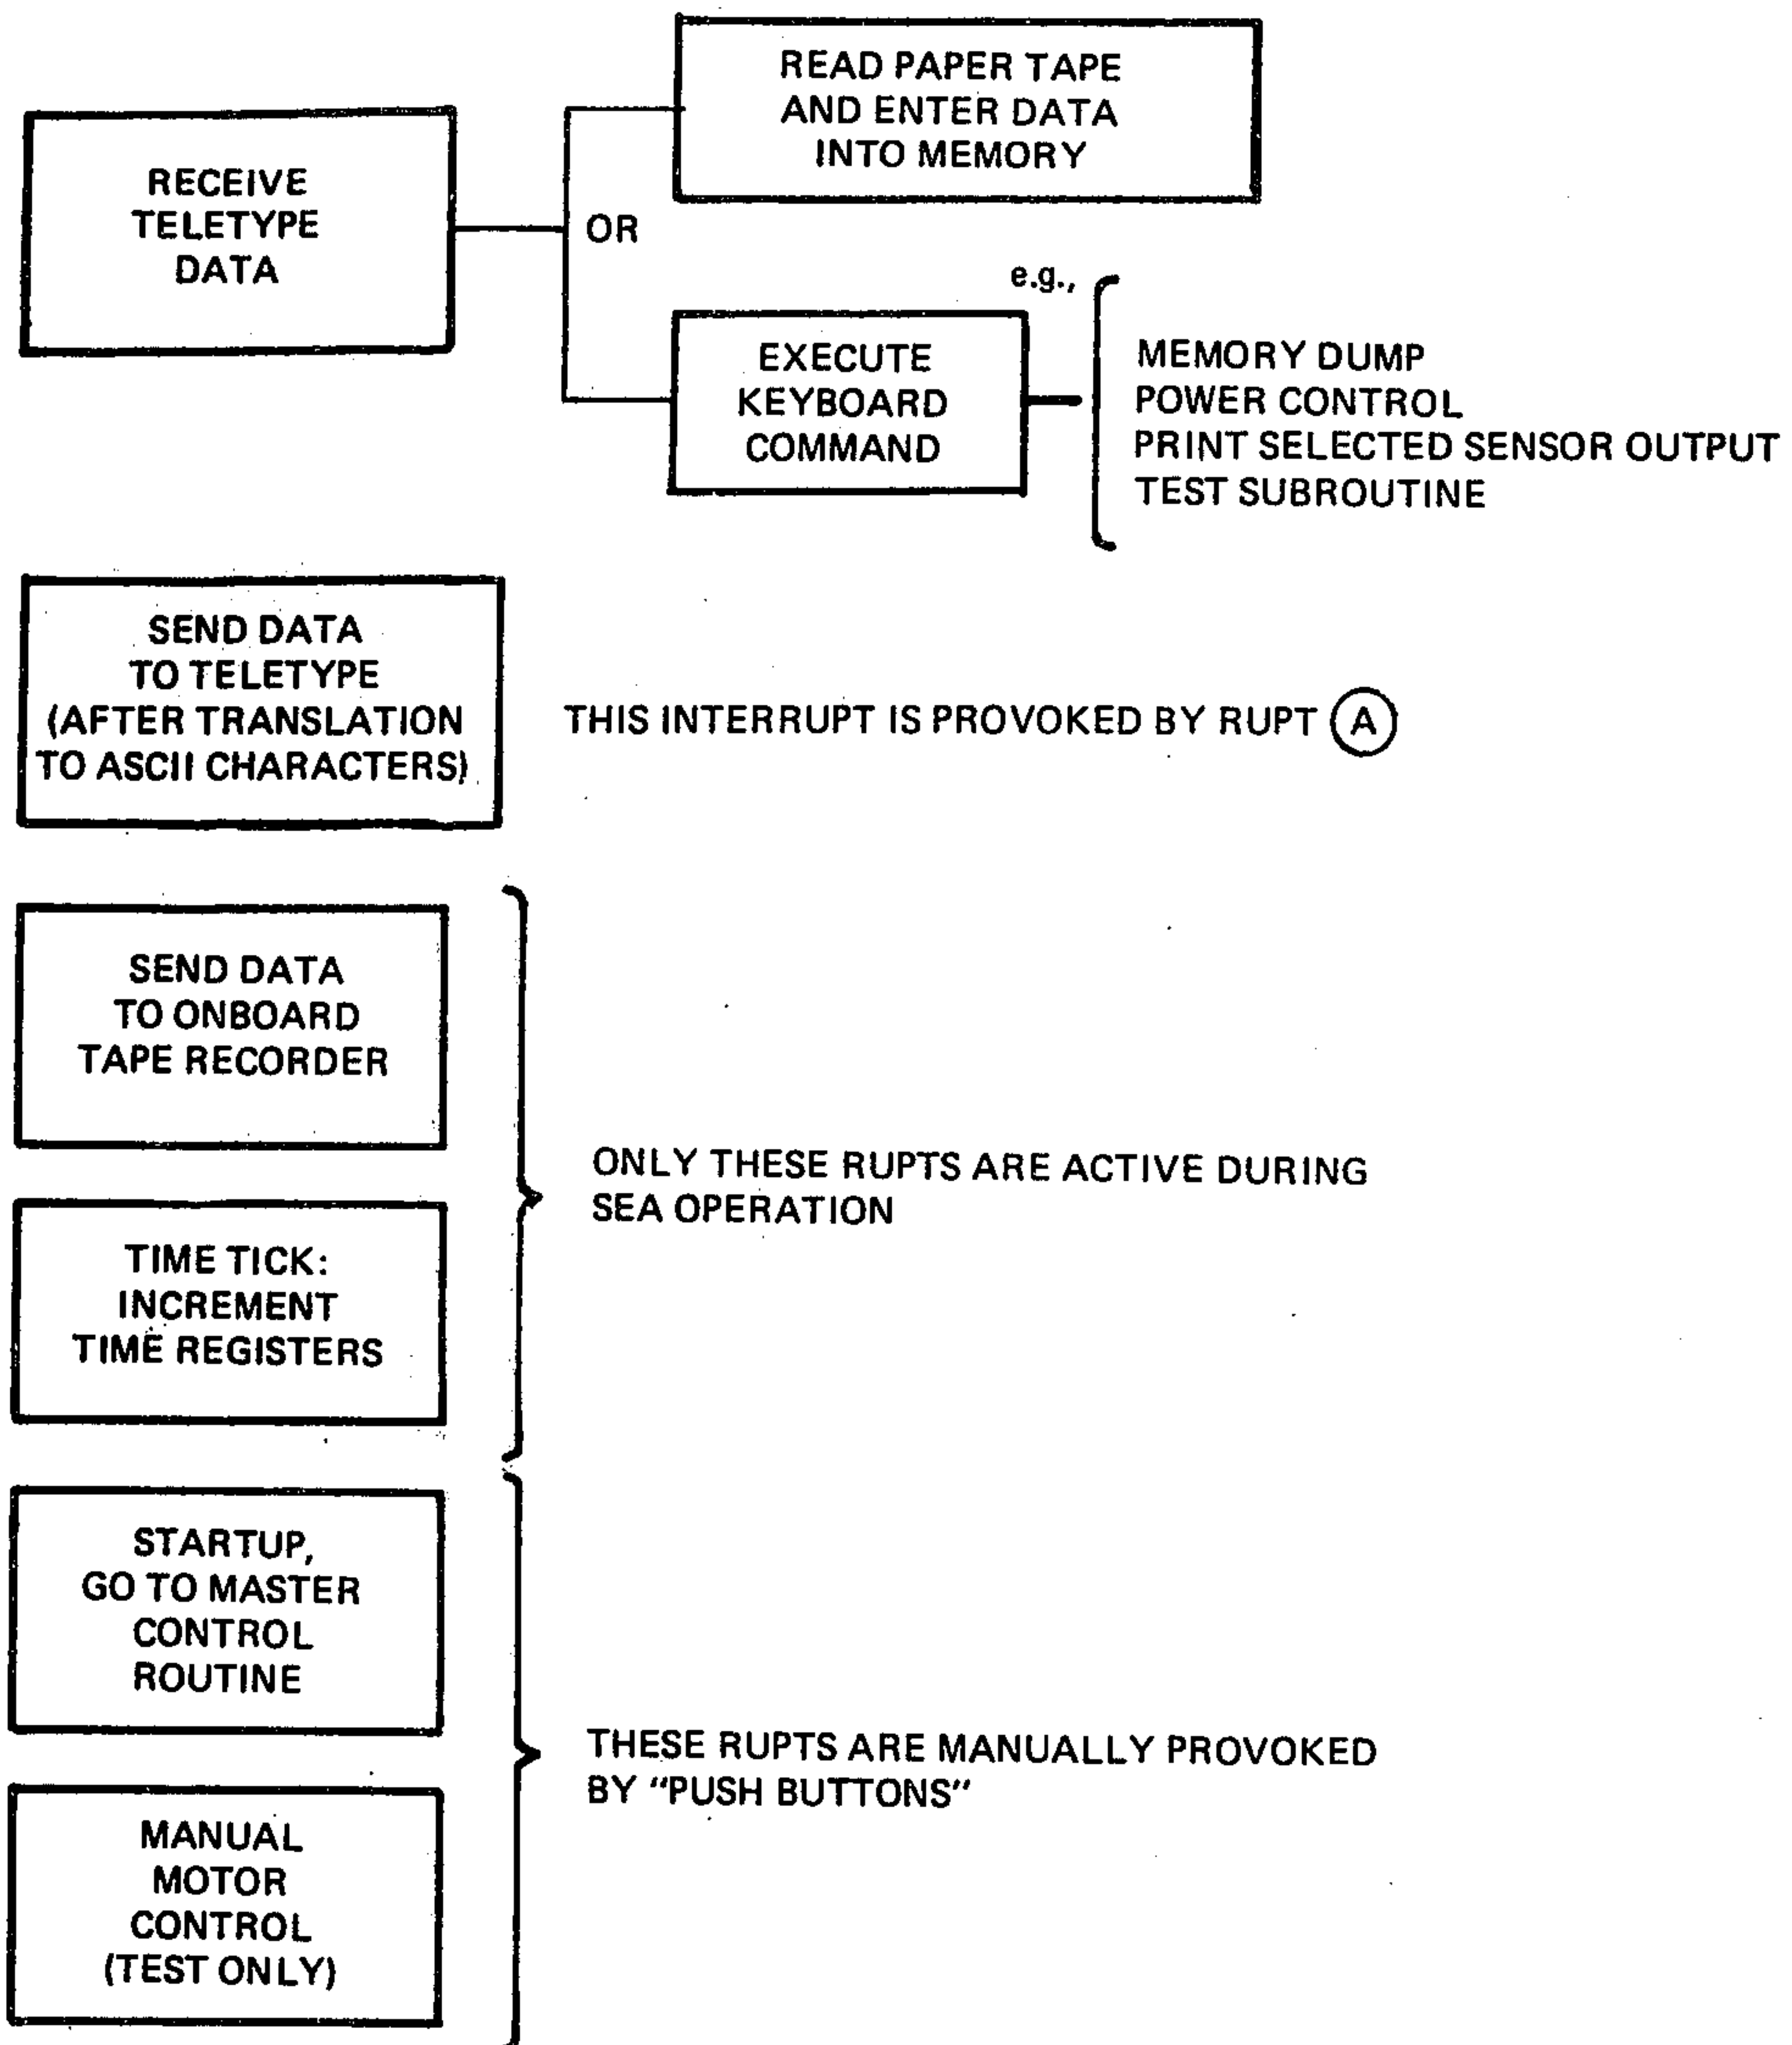 READ PAPER TAPE
AND ENTER DATA
INTO MEMORY
RECEIVE
TELETYPE
DATA
OR
e.g.,
EXECUTE
KEYBOARD
COMMAND
MEMORY DUMP
POWER CONTROL
PRINT SELECTED SENSOR OUTPUT
TEST SUBROUTINE
SEND DATA
TO TELETYPE
(AFTER TRANSLATION
TO ASCII CHARACTERS)
THIS INTERRUPT IS PROVOKED BY RUPT A
SEND DATA
TO ONBOARD
TAPE RECORDER
ONLY THESE RUPTS ARE ACTIVE DURING
SEA OPERATION
TIME TICK:
INCREMENT
TIME REGISTERS
STARTUP,
GO TO MASTER
CONTROL
ROUTINE
THESE RUPTS ARE MANUALLY PROVOKED
BY "PUSH BUTTONS"
MANUAL
MOTOR
CONTROL
(TEST ONLY)